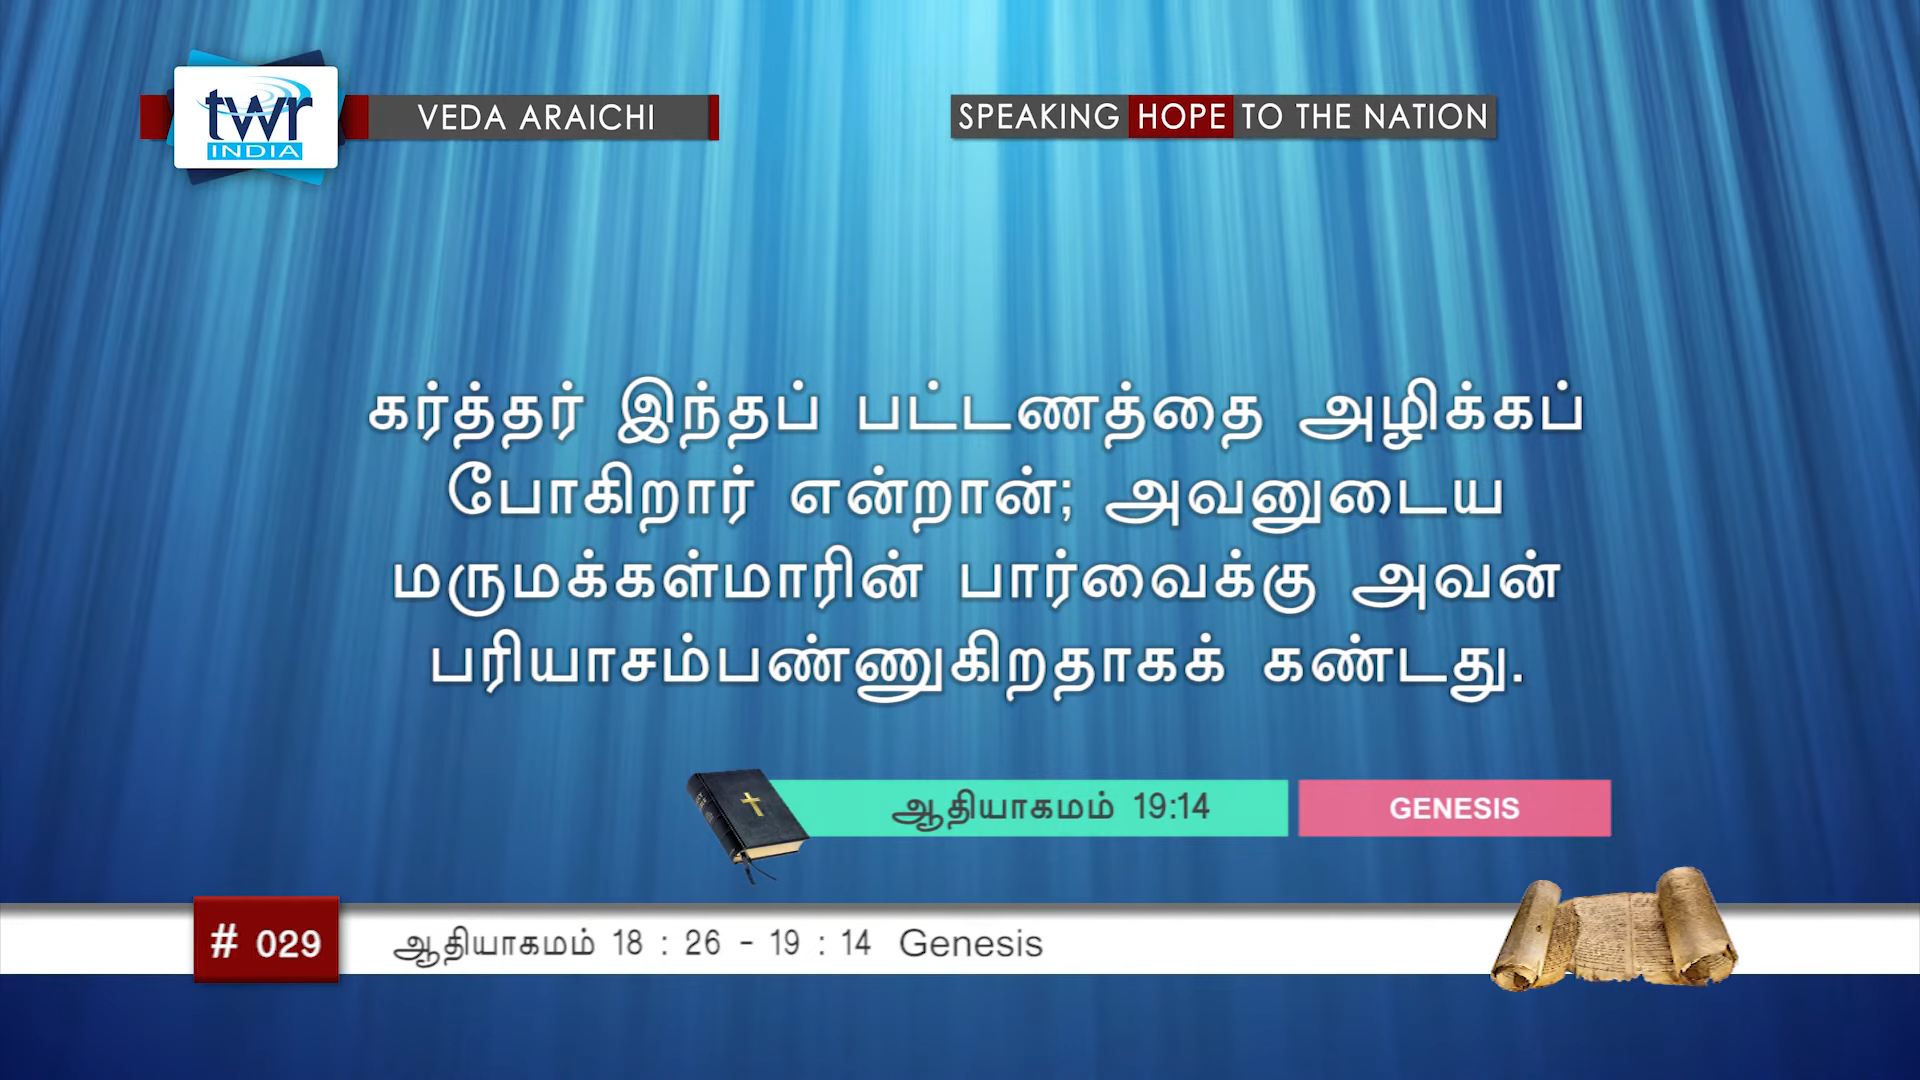 twr
INDIA
VEDA ARAICHI
SPEAKING HOPE TO THE NATION
கர்த்தர் இந்தப் பட்டணத்தை அழிக்கப்
போகிறார் என்றான்; அவனுடைய
மருமக்கள்மாரின் பார்வைக்கு அவன்
பரியாசம்பண்ணுகிறதாகக் கண்டது.
ஆதியாகமம் 19:14
GENESIS
# 029
ஆதியாகமம் 18 : 26 - 19 : 14 Genesis